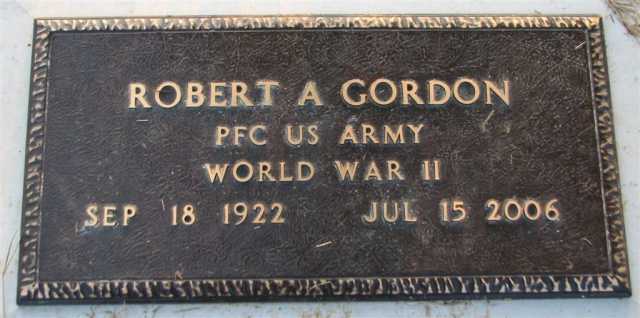 ROBERT A GORDON
PFC US ARMY
WORLD WAR II
SEP 18 1922 JUL 15 2006